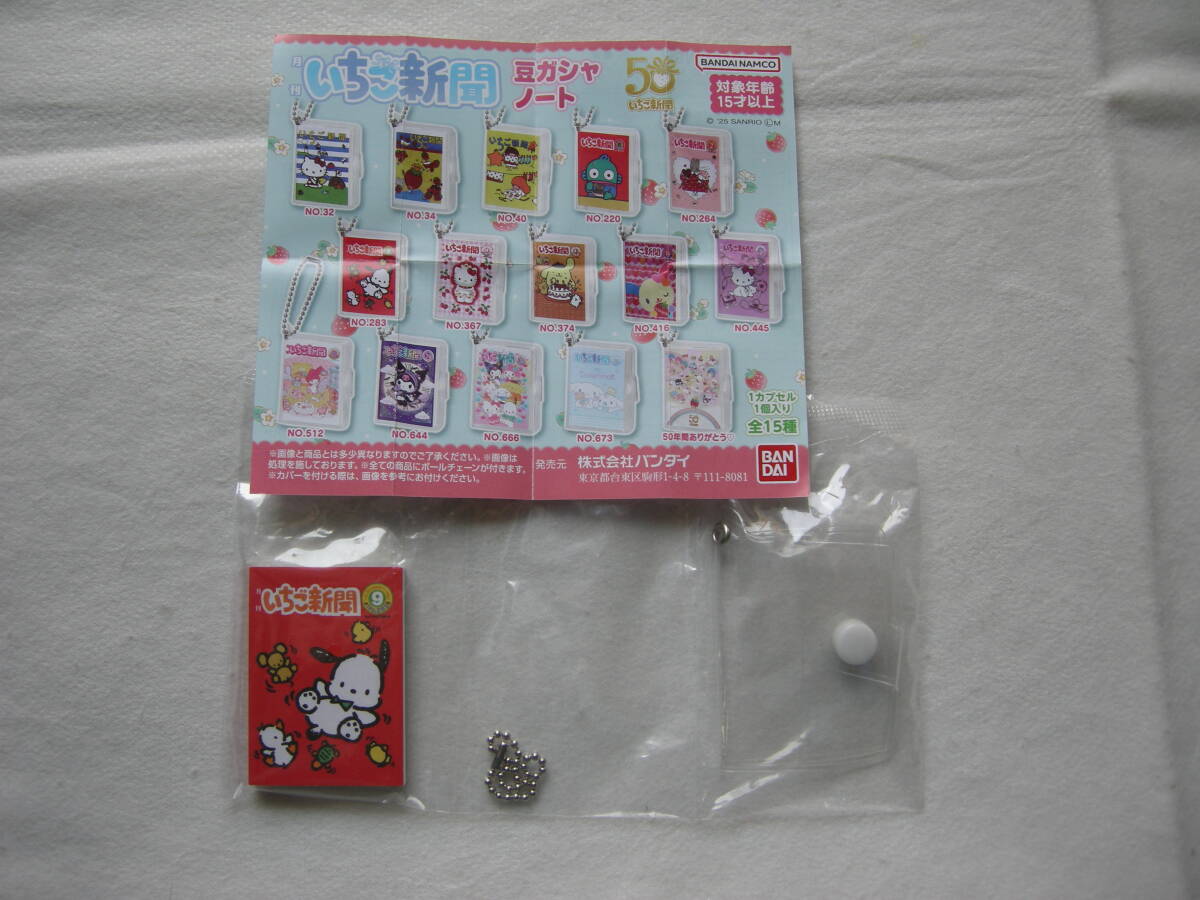 月刊 いちご新聞
豆ガシャ
ノート
50
いちご新聞
BANDAI NAMCO
対象年齢
15才以上
© '25 SANRIO Ⓛ M
NO.32 NO.34 NO.40 NO.220 NO.264
NO.283 NO.367 NO.374 NO.416 NO.445
NO.512 NO.644 NO.666 NO.673 50年間ありがとう♡
1カプセル
1個入り
全15種
※画像と商品とは多少異なりますのでご了承ください。※画像は
処理を施しております。※全ての商品にボールチェーンが付きます。
※カバーを付ける際は、画像を参考にお付けください。
発売元 株式会社バンダイ
東京都台東区駒形1-4-8 〒111-8081
BAN
DAI
月刊 いちご新聞 9